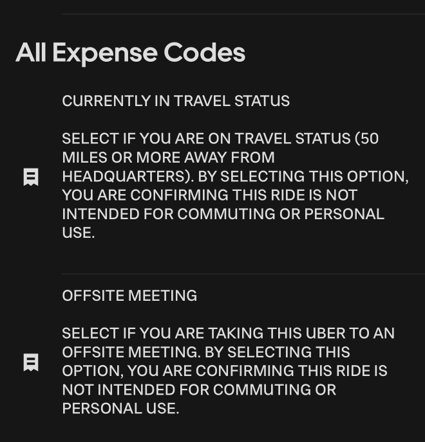 All Expense Codes
CURRENTLY IN TRAVEL STATUS
SELECT IF YOU ARE ON TRAVEL STATUS (50
MILES OR MORE AWAY FROM
HEADQUARTERS). BY SELECTING THIS OPTION,
YOU ARE CONFIRMING THIS RIDE IS NOT
INTENDED FOR COMMUTING OR PERSONAL
USE.
OFFSITE MEETING
SELECT IF YOU ARE TAKING THIS UBER TO AN
OFFSITE MEETING. BY SELECTING THIS
OPTION, YOU ARE CONFIRMING THIS RIDE IS
NOT INTENDED FOR COMMUTING OR
PERSONAL USE.